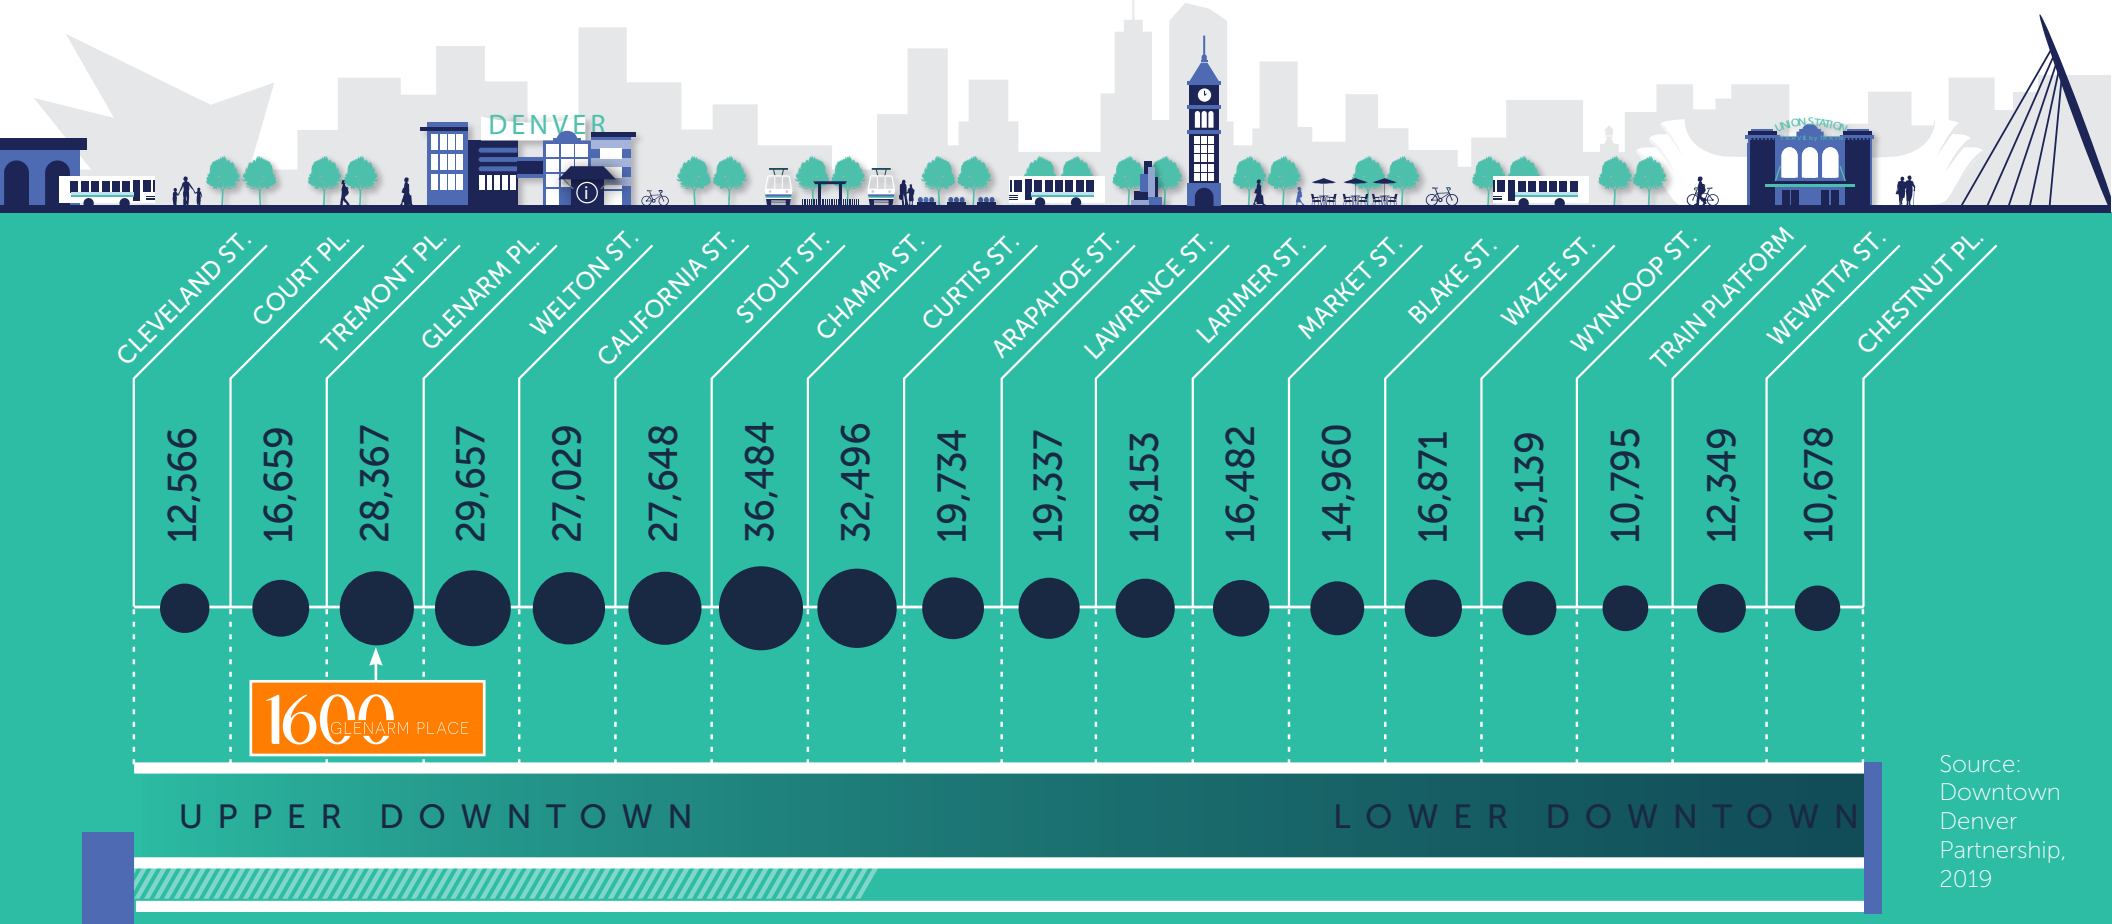 DENVER
i
UNION STATION
CLEVELAND ST.
COURT PL.
TREMONT PL.
GLENARM PL.
WELTON ST.
CALIFORNIA ST.
STOUT ST.
CHAMPA ST.
CURTIS ST.
ARAPAHOE ST.
LAWRENCE ST.
LARIMER ST.
MARKET ST.
BLAKE ST.
WAZEE ST.
WYNKOOP ST.
TRAIN PLATFORM
WEWATTA ST.
CHESTNUT PL.
12,566
16,659
28,367
29,657
27,029
27,648
36,484
32,496
19,734
19,337
18,153
16,482
14,960
16,871
15,139
10,795
12,349
10,678
1600
GLENARM PLACE
UPPER DOWNTOWN
LOWER DOWNTOWN
Source:
Downtown
Denver
Partnership,
2019